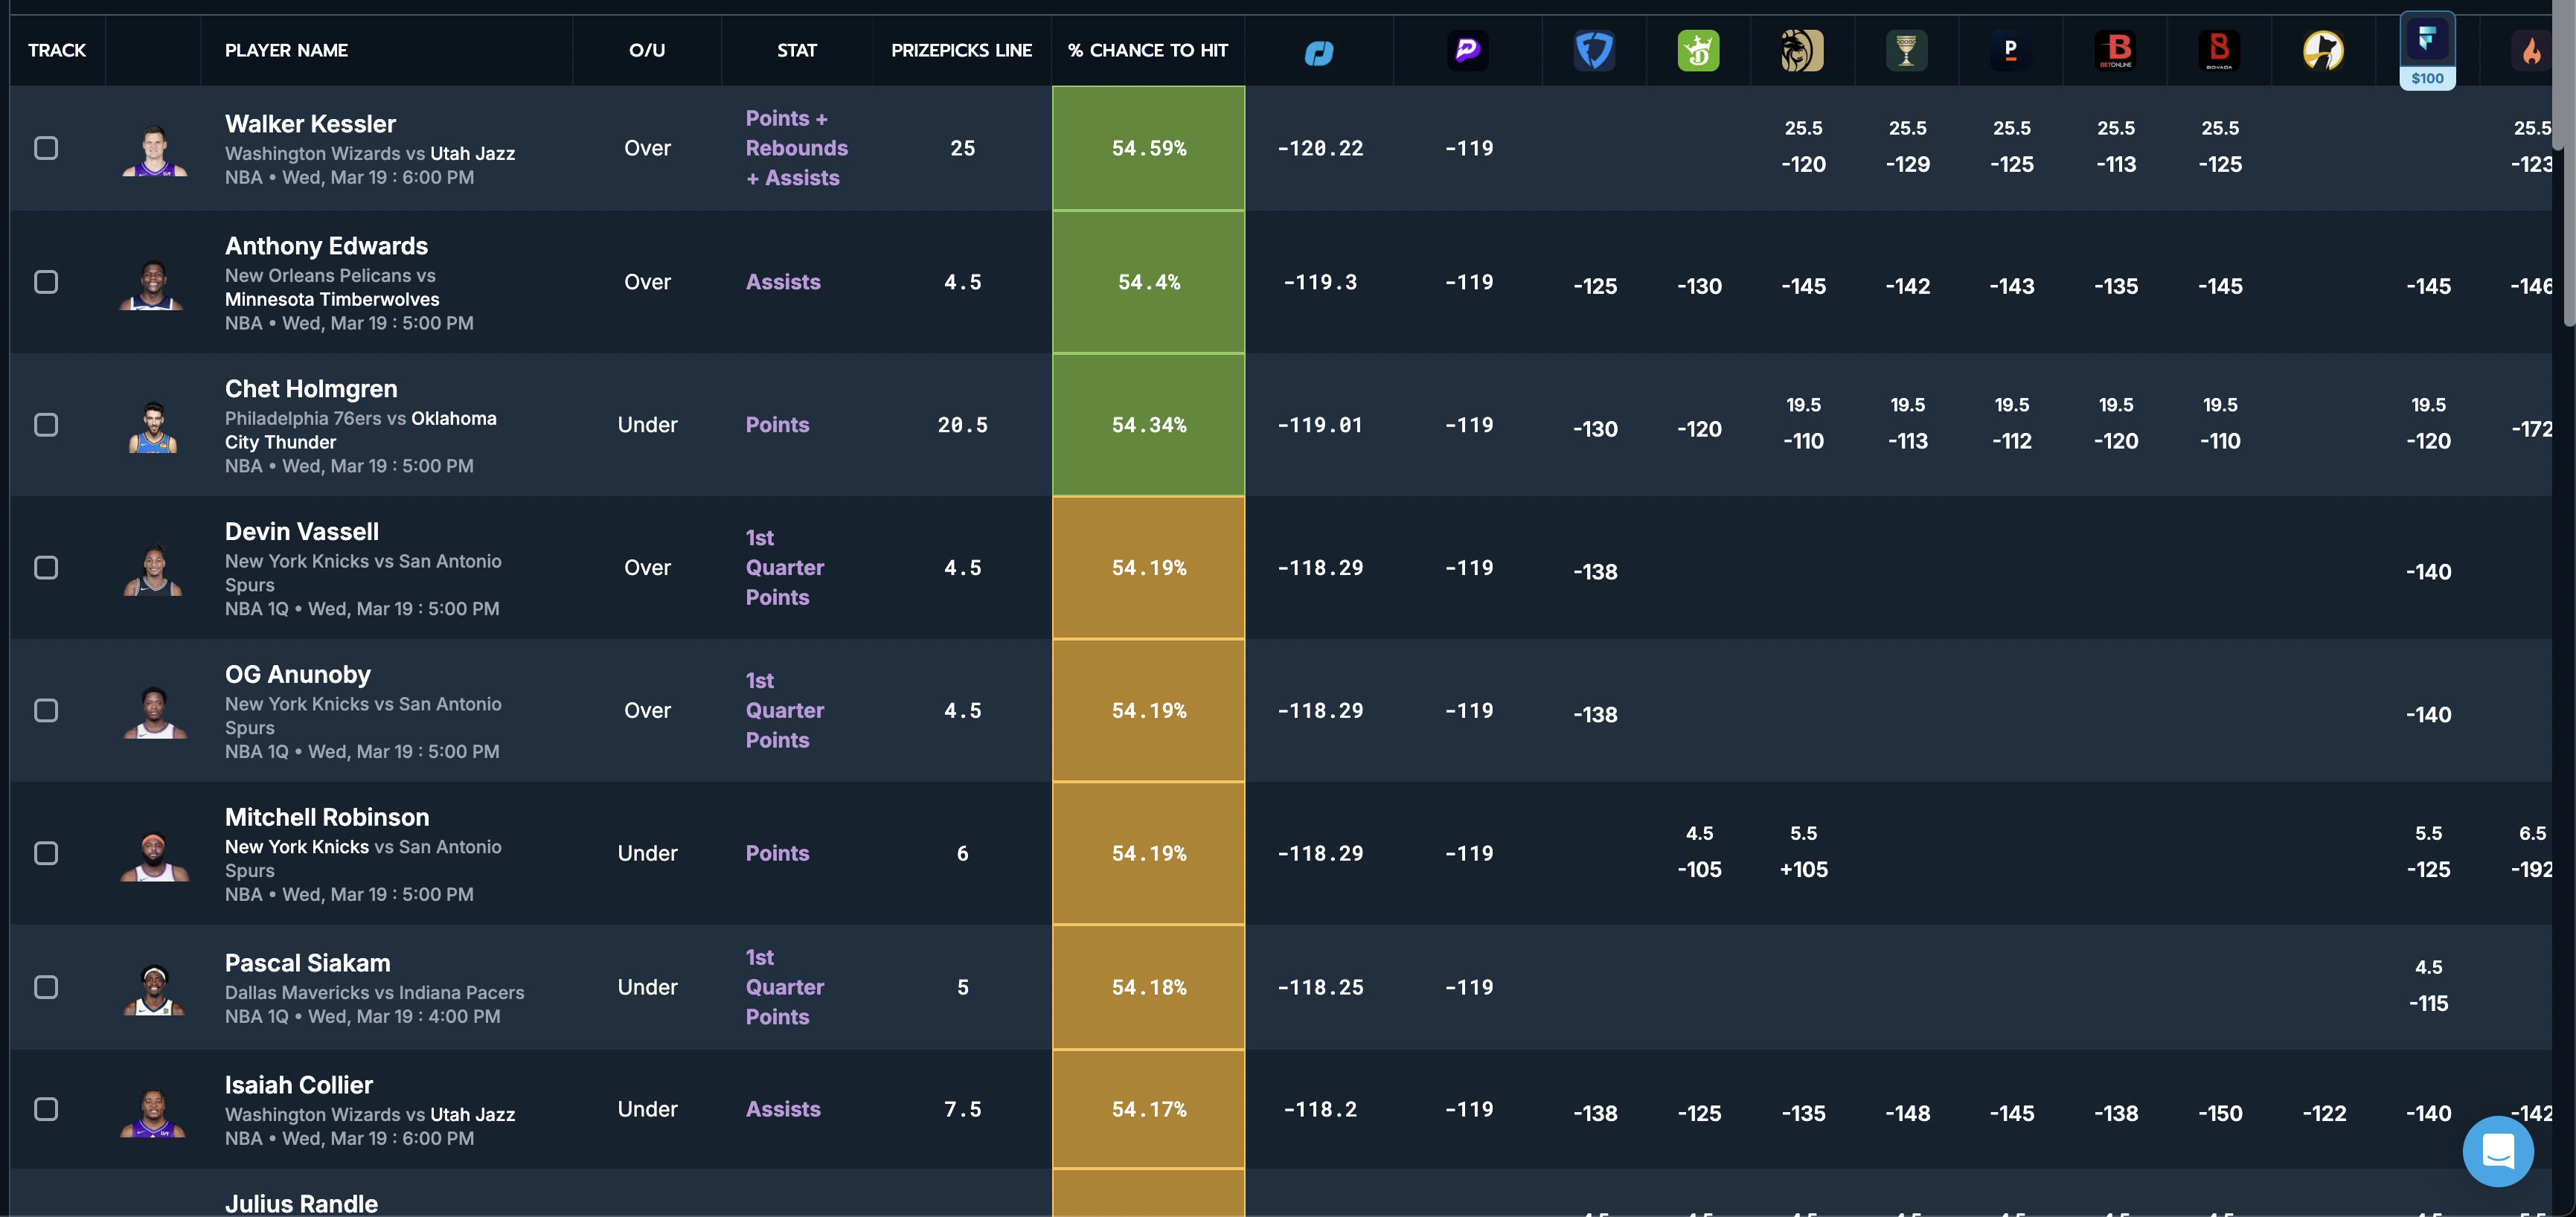 TRACK PLAYER NAME O/U STAT PRIZEPICKS LINE % CHANCE TO HIT
P
BETONLINE
BOVADA
$100
Walker Kessler
Washington Wizards vs Utah Jazz
NBA • Wed, Mar 19 : 6:00 PM
Over
Points +
Rebounds
+ Assists
25
54.59%
-120.22
-119
25.5
-120
25.5
-129
25.5
-125
25.5
-113
25.5
-125
25.5
-123
Anthony Edwards
New Orleans Pelicans vs
Minnesota Timberwolves
NBA • Wed, Mar 19 : 5:00 PM
Over
Assists
4.5
54.4%
-119.3
-119
-125
-130
-145
-142
-143
-135
-145
-145
-146
Chet Holmgren
Philadelphia 76ers vs Oklahoma
City Thunder
NBA • Wed, Mar 19 : 5:00 PM
Under
Points
20.5
54.34%
-119.01
-119
-130
-120
19.5
-110
19.5
-113
19.5
-112
19.5
-120
19.5
-110
19.5
-120
-172
Devin Vassell
New York Knicks vs San Antonio
Spurs
NBA 1Q • Wed, Mar 19 : 5:00 PM
Over
1st
Quarter
Points
4.5
54.19%
-118.29
-119
-138
-140
OG Anunoby
New York Knicks vs San Antonio
Spurs
NBA 1Q • Wed, Mar 19 : 5:00 PM
Over
1st
Quarter
Points
4.5
54.19%
-118.29
-119
-138
-140
Mitchell Robinson
New York Knicks vs San Antonio
Spurs
NBA • Wed, Mar 19 : 5:00 PM
Under
Points
6
54.19%
-118.29
-119
4.5
-105
5.5
+105
5.5
-125
6.5
-192
Pascal Siakam
Dallas Mavericks vs Indiana Pacers
NBA 1Q • Wed, Mar 19 : 4:00 PM
Under
1st
Quarter
Points
5
54.18%
-118.25
-119
4.5
-115
Isaiah Collier
Washington Wizards vs Utah Jazz
NBA • Wed, Mar 19 : 6:00 PM
Under
Assists
7.5
54.17%
-118.2
-119
-138
-125
-135
-148
-145
-138
-150
-122
-140
-142
Julius Randle